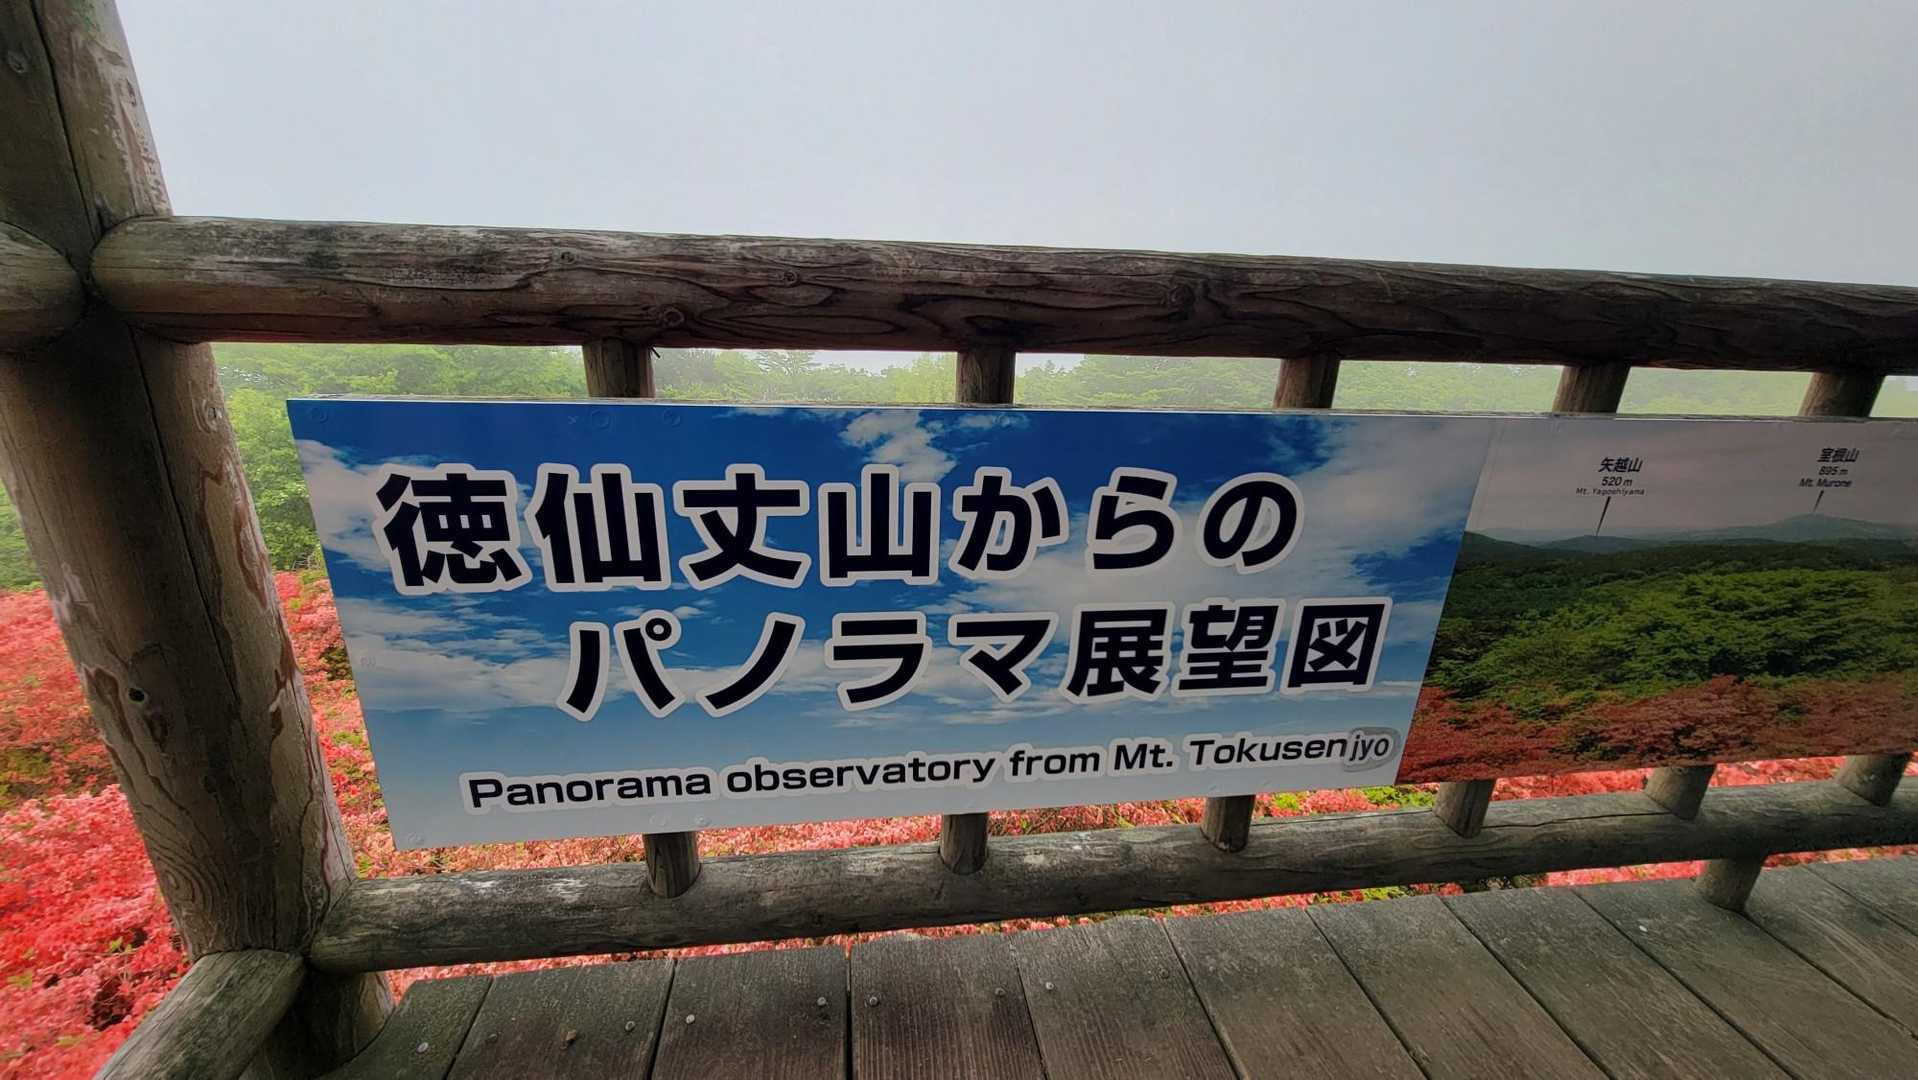 徳仙丈山からの
パノラマ展望図
Panorama observatory from Mt. Tokusenjyo
矢越山
520 m
Mt. Yagoshiyama
室根山
895 m
Mt. Murone